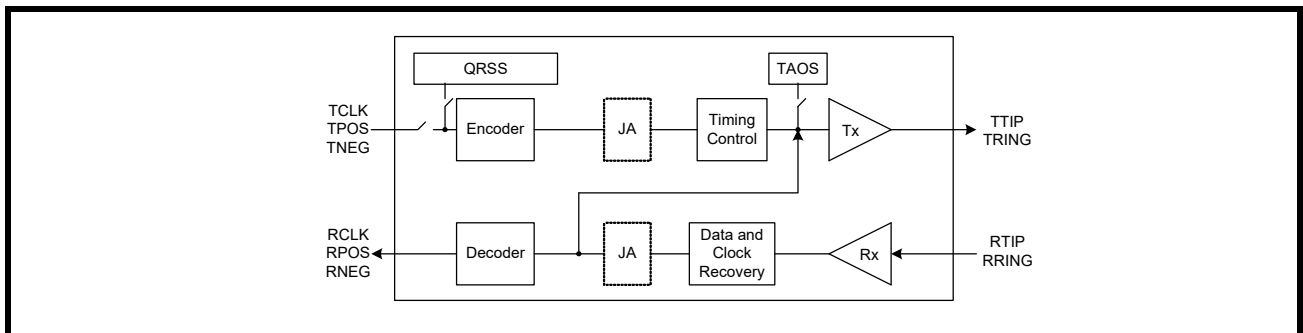 QRSS
TAOS
TCLK
TPOS
TNEG
Encoder
JA
Timing
Control
Tx
TTIP
TRING
RCLK
RPOS
RNEG
Decoder
JA
Data and
Clock
Recovery
Rx
RTIP
RRING